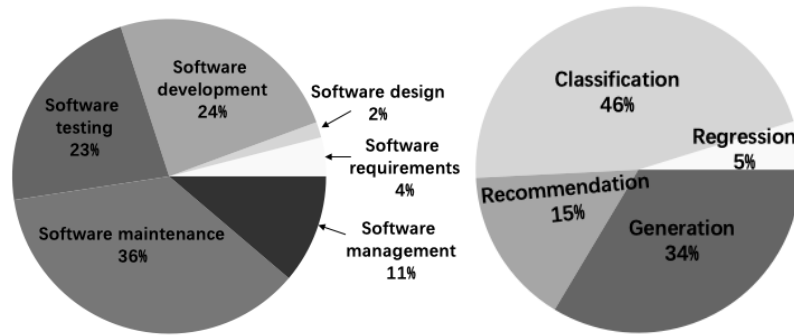 Software
development
24%
Software design
2%
Software
testing
23%
Software
requirements
4%
Software maintenance
36%
Software
management
11%
Classification
46%
Regression
5%
Recommendation
15%
Generation
34%